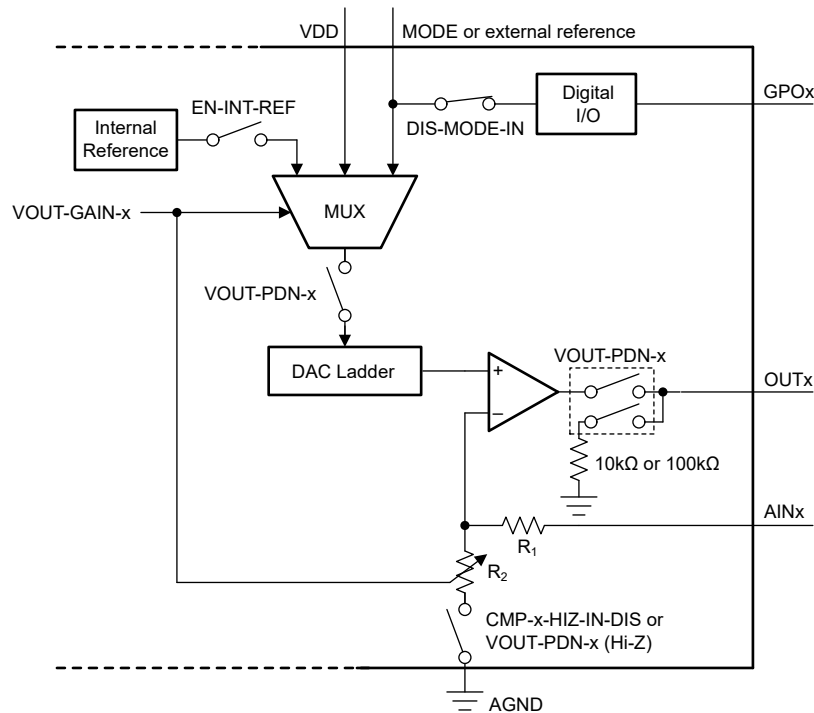 VDD
MODE or external reference
GPOx
Digital
I/O
EN-INT-REF
DIS-MODE-IN
Internal
Reference
VOUT-GAIN-x
MUX
VOUT-PDN-x
DAC Ladder
+
–
VOUT-PDN-x
OUTx
10kΩ or 100kΩ
AINx
R₁
R₂
CMP-x-HIZ-IN-DIS or
VOUT-PDN-x (Hi-Z)
AGND